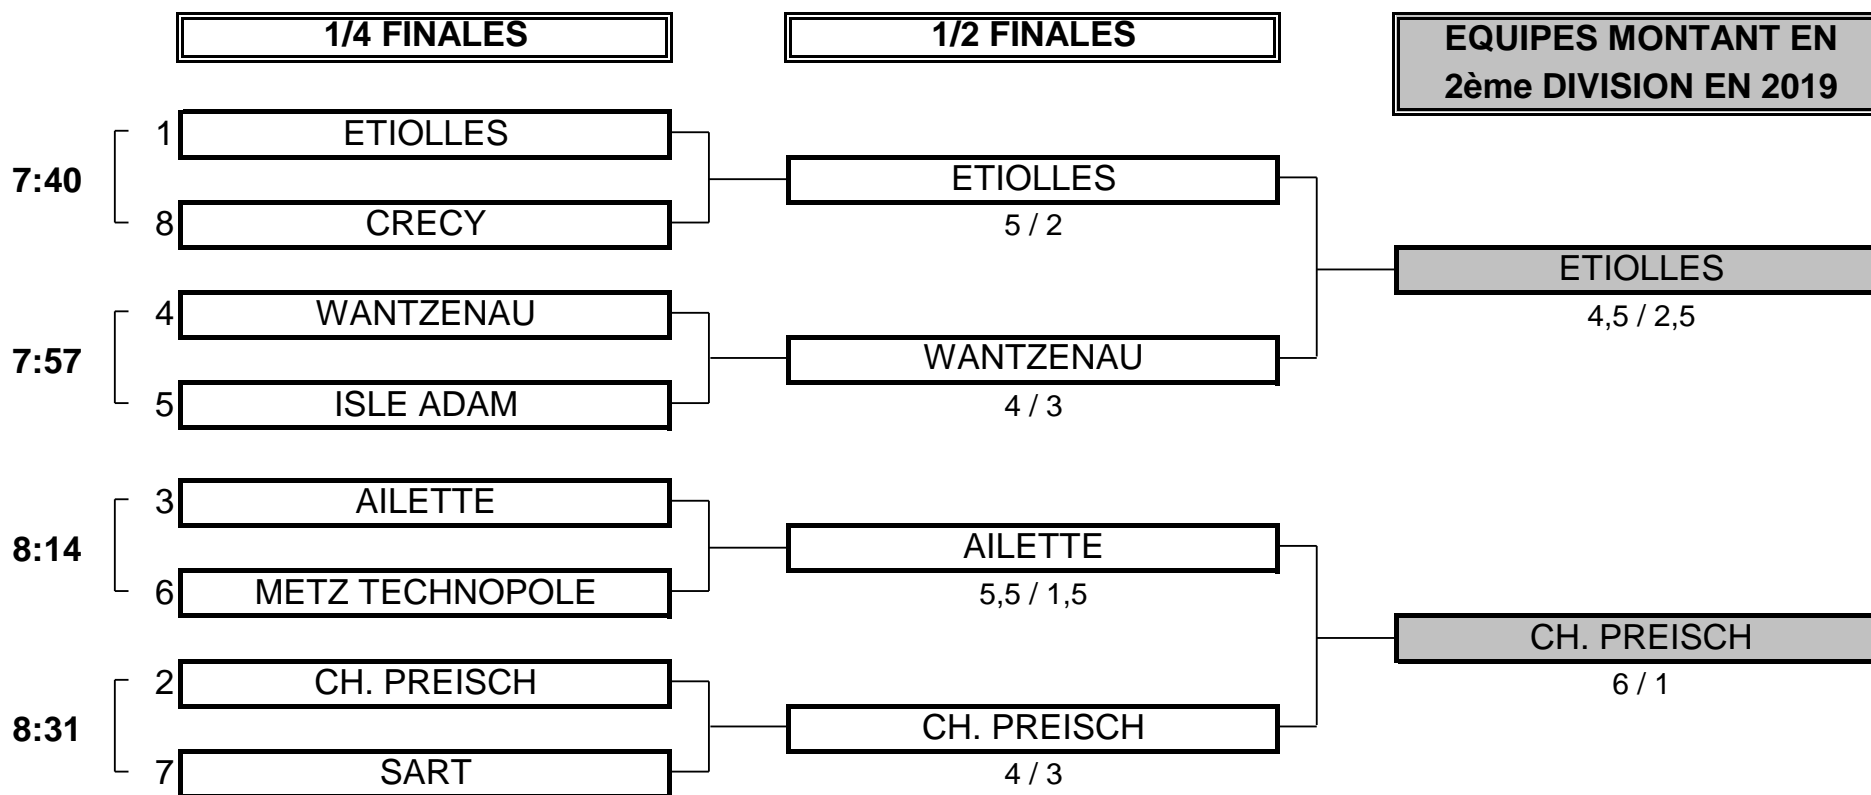 1/4 FINALES
1/2 FINALES
EQUIPES MONTANT EN
2ème DIVISION EN 2019
7:40
1 ETIOLLES
8 CRECY
ETIOLLES
5 / 2
7:57
4 WANTZENAU
5 ISLE ADAM
WANTZENAU
4 / 3
ETIOLLES
4,5 / 2,5
8:14
3 AILETTE
6 METZ TECHNOPOLE
AILETTE
5,5 / 1,5
8:31
2 CH. PREISCH
7 SART
CH. PREISCH
4 / 3
CH. PREISCH
6 / 1